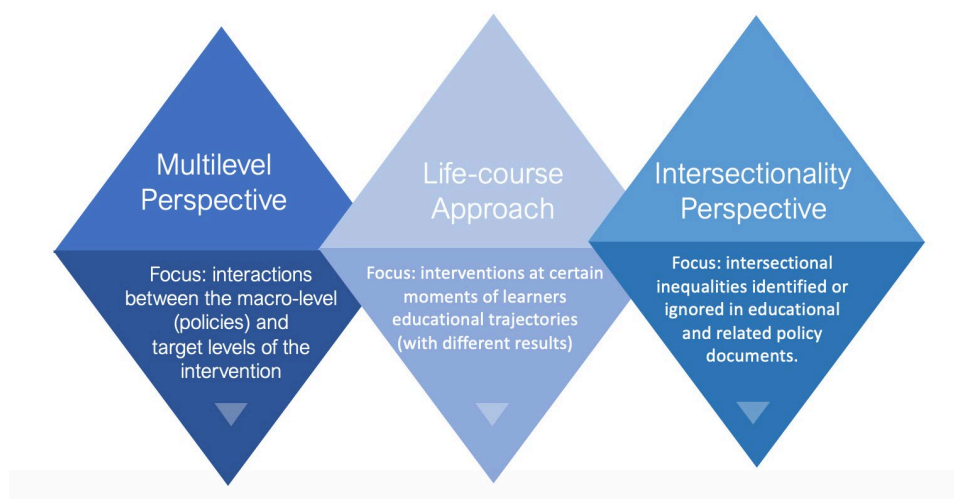 Multilevel
Perspective
Focus: interactions
between the macro-level
(policies) and
target levels of the
intervention
Life-course
Approach
Focus: interventions at certain
moments of learners
educational trajectories
(with different results)
Intersectionality
Perspective
Focus: intersectional
inequalities identified or
ignored in educational
and related policy
documents.